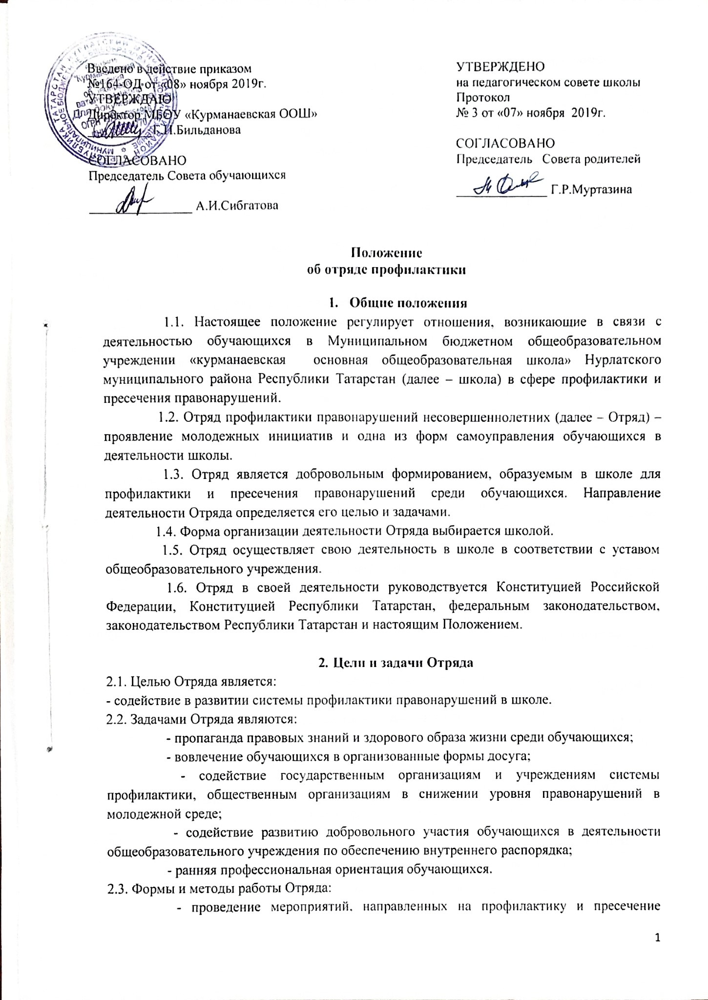 Введено в действие приказом
№164-ОД от «08» ноября 2019г.
УТВЕРЖДАЮ
Директор МБОУ «Курманаевская ООШ»
Г.И.Бильданова
СОГЛАСОВАНО
Председатель Совета обучающихся
А.И.Сибгатова
УТВЕРЖДЕНО
на педагогическом совете школы
Протокол
№ 3 от «07» ноября 2019г.
СОГЛАСОВАНО
Председатель Совета родителей
Г.Р.Муртазина
Положение
об отряде профилактики
1. Общие положения
1.1. Настоящее положение регулирует отношения, возникающие в связи с
деятельностью обучающихся в Муниципальном бюджетном общеобразовательном
учреждении «курманаевская основная общеобразовательная школа» Нурлатского
муниципального района Республики Татарстан (далее – школа) в сфере профилактики и
пресечения правонарушений.
1.2. Отряд профилактики правонарушений несовершеннолетних (далее – Отряд) –
проявление молодежных инициатив и одна из форм самоуправления обучающихся в
деятельности школы.
1.3. Отряд является добровольным формированием, образуемым в школе для
профилактики и пресечения правонарушений среди обучающихся. Направление
деятельности Отряда определяется его целью и задачами.
1.4. Форма организации деятельности Отряда выбирается школой.
1.5. Отряд осуществляет свою деятельность в школе в соответствии с уставом
общеобразовательного учреждения.
1.6. Отряд в своей деятельности руководствуется Конституцией Российской
Федерации, Конституцией Республики Татарстан, федеральным законодательством,
законодательством Республики Татарстан и настоящим Положением.
2. Цели и задачи Отряда
2.1. Целью Отряда является:
- содействие в развитии системы профилактики правонарушений в школе.
2.2. Задачами Отряда являются:
- пропаганда правовых знаний и здорового образа жизни среди обучающихся;
- вовлечение обучающихся в организованные формы досуга;
- содействие государственным организациям и учреждениям системы
профилактики, общественным организациям в снижении уровня правонарушений в
молодежной среде;
- содействие развитию добровольного участия обучающихся в деятельности
общеобразовательного учреждения по обеспечению внутреннего распорядка;
- ранняя профессиональная ориентация обучающихся.
2.3. Формы и методы работы Отряда:
- проведение мероприятий, направленных на профилактику и пресечение
1